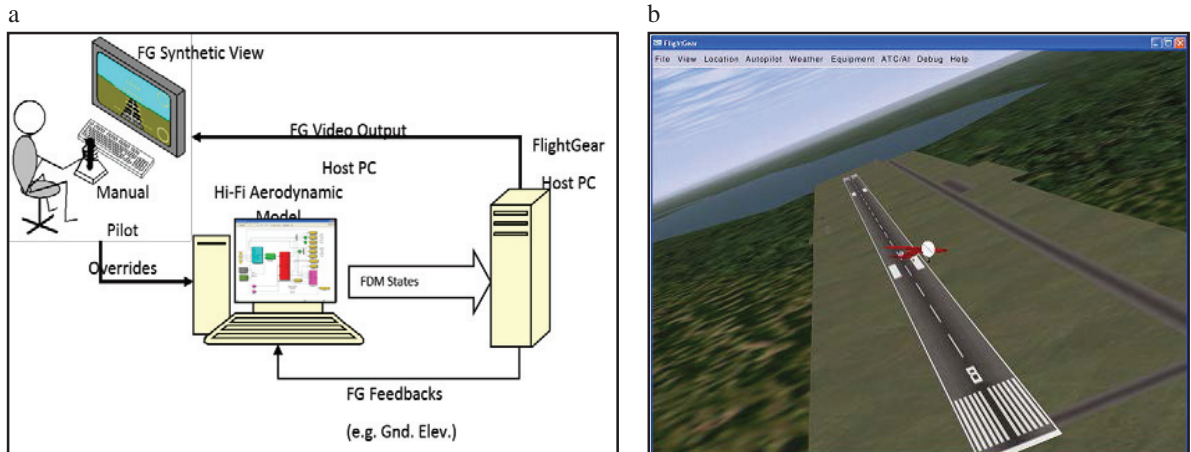 a
b
FG Synthetic View
FG Video Output
FlightGear
Host PC
Host PC
Manual
Hi-Fi Aerodynamic
Model
Pilot
Overrides
FDM States
FG Feedbacks
(e.g. Gnd. Elev.)
FlightGear
File View Location Autopilot Weather Equipment ATC/AI Debug Help